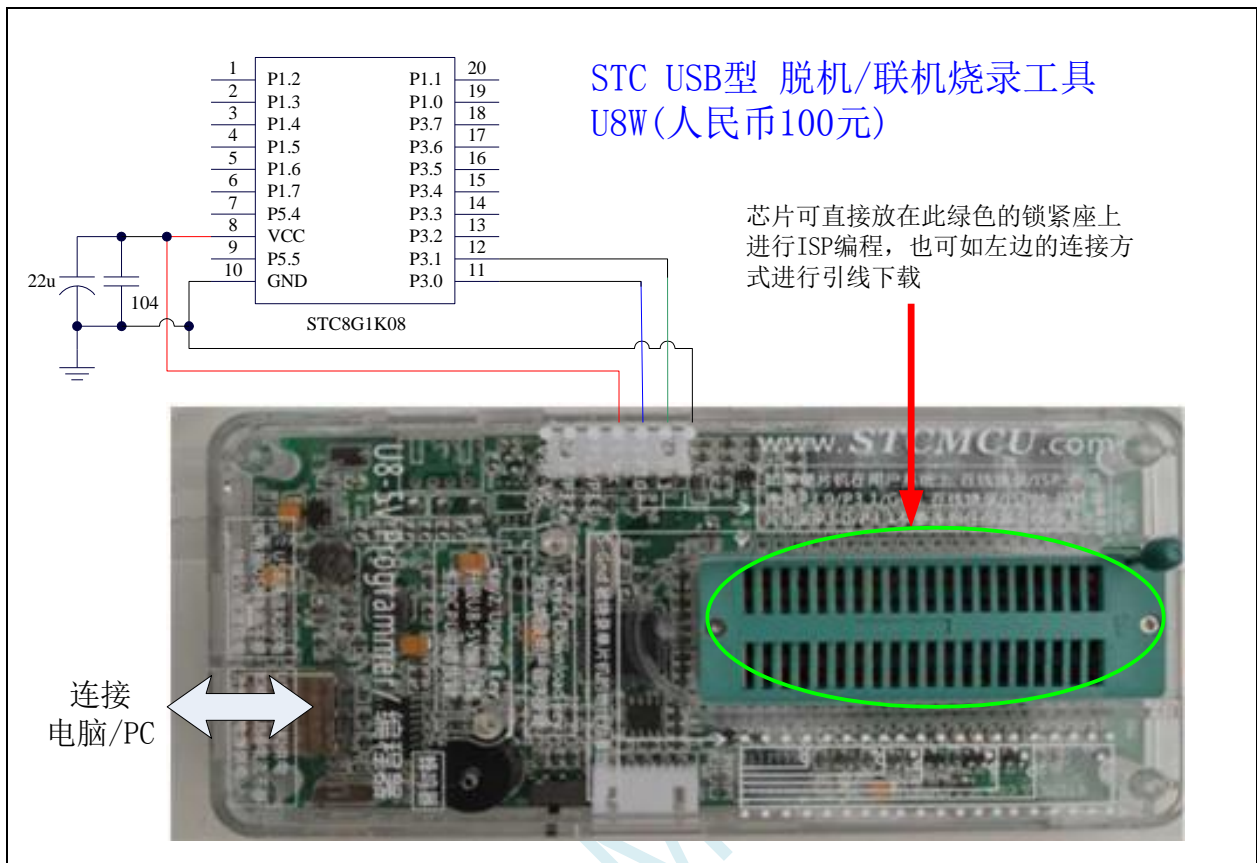 STC USB型 脱机/联机烧录工具
U8W(人民币100元)
1 P1.2 P1.1 20
2 P1.3 P1.0 19
3 P1.4 P3.7 18
4 P1.5 P3.6 17
5 P1.6 P3.5 16
6 P1.7 P3.4 15
7 P5.4 P3.3 14
8 VCC P3.2 13
9 P5.5 P3.1 12
10 GND P3.0 11
22u
104
STC8G1K08
芯片可直接放在此绿色的锁紧座上
进行ISP编程，也可如左边的连接方
式进行引线下载
www.STCMCU.com
U8-5V Programmer/编程器
连接
电脑/PC